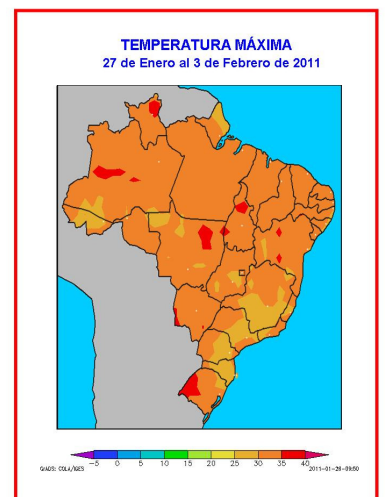 TEMPERATURA MÁXIMA
27 de Enero al 3 de Febrero de 2011
-5 0 5 10 15 20 25 30 35 40
GrADS: COLA/IGES 2011-01-26-09:50